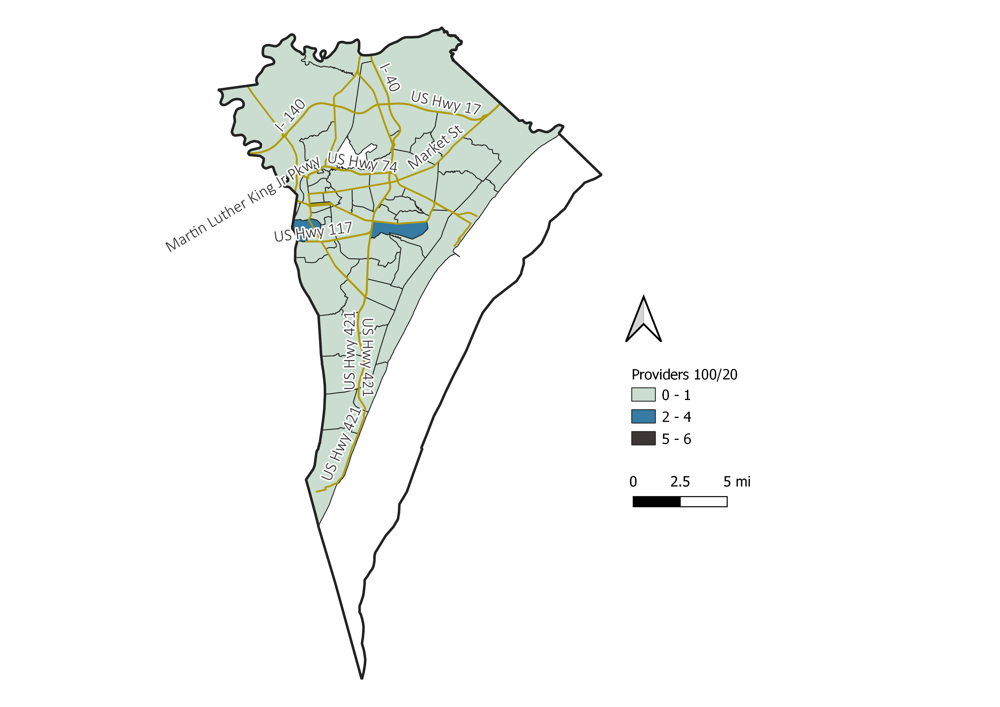 I- 40
US Hwy 17
I- 140
Market St
US Hwy 74
Martin Luther King Jr Pkwy
US Hwy 117
US Hwy 421
US Hwy 421
US Hwy 421
Providers 100/20
0 - 1
2 - 4
5 - 6
0 2.5 5 mi